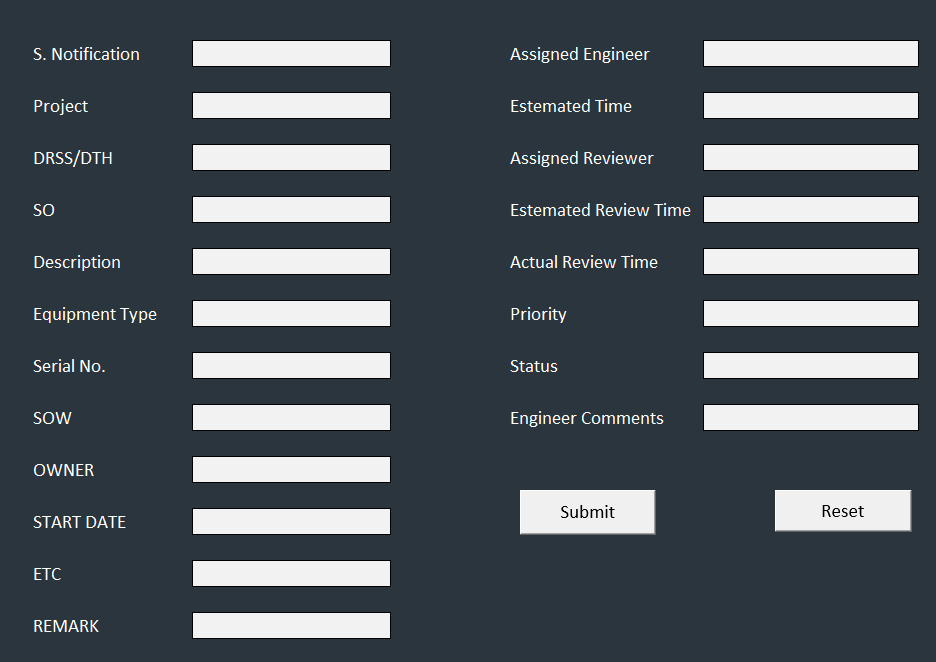 S. Notification
Project
DRSS/DTH
SO
Description
Equipment Type
Serial No.
SOW
OWNER
START DATE
ETC
REMARK
Assigned Engineer
Estemated Time
Assigned Reviewer
Estemated Review Time
Actual Review Time
Priority
Status
Engineer Comments
Submit
Reset